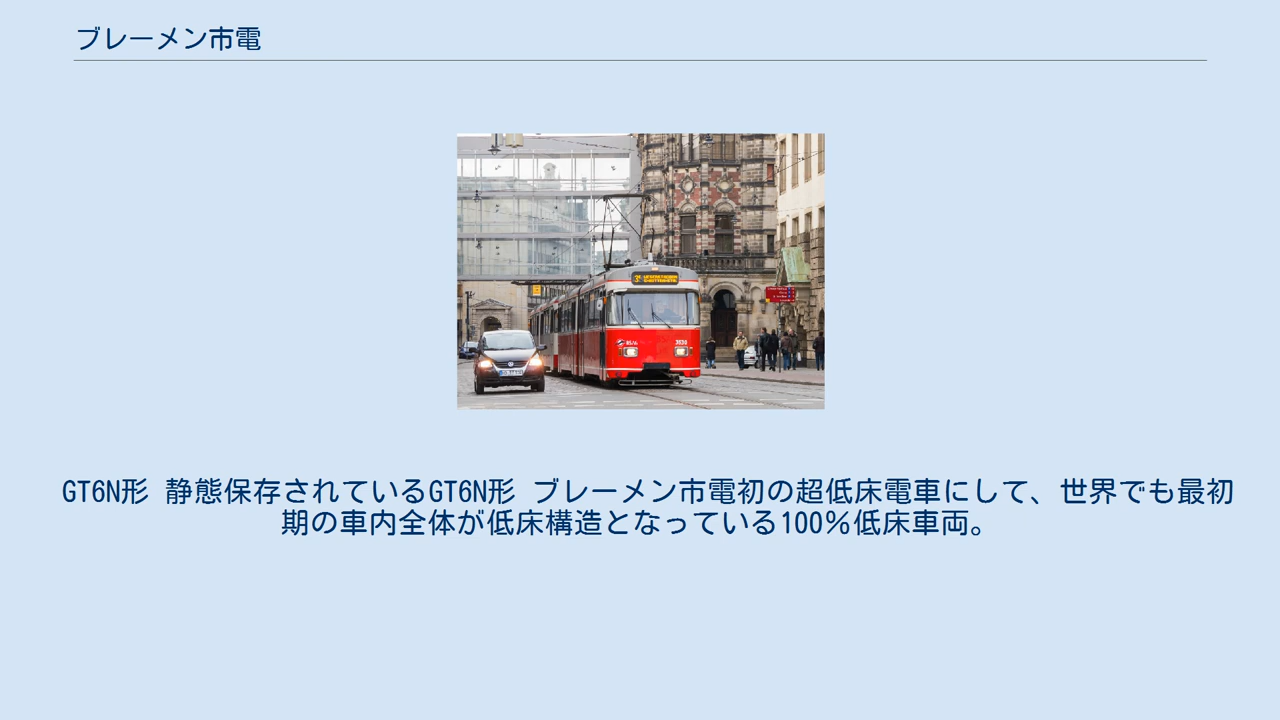 ブレーメン市電
3
GT6N形 静態保存されているGT6N形 ブレーメン市電初の超低床電車にして、世界でも最初
期の車内全体が低床構造となっている100%低床車両。